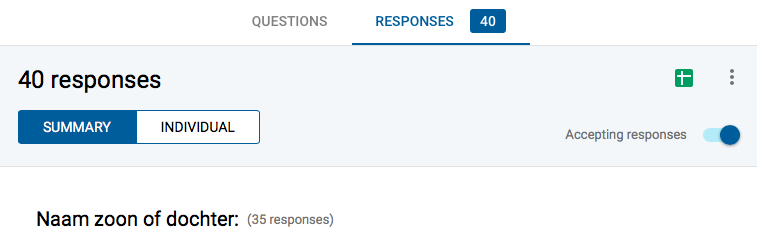 QUESTIONS RESPONSES 40
40 responses
SUMMARY INDIVIDUAL
Accepting responses
Naam zoon of dochter: (35 responses)